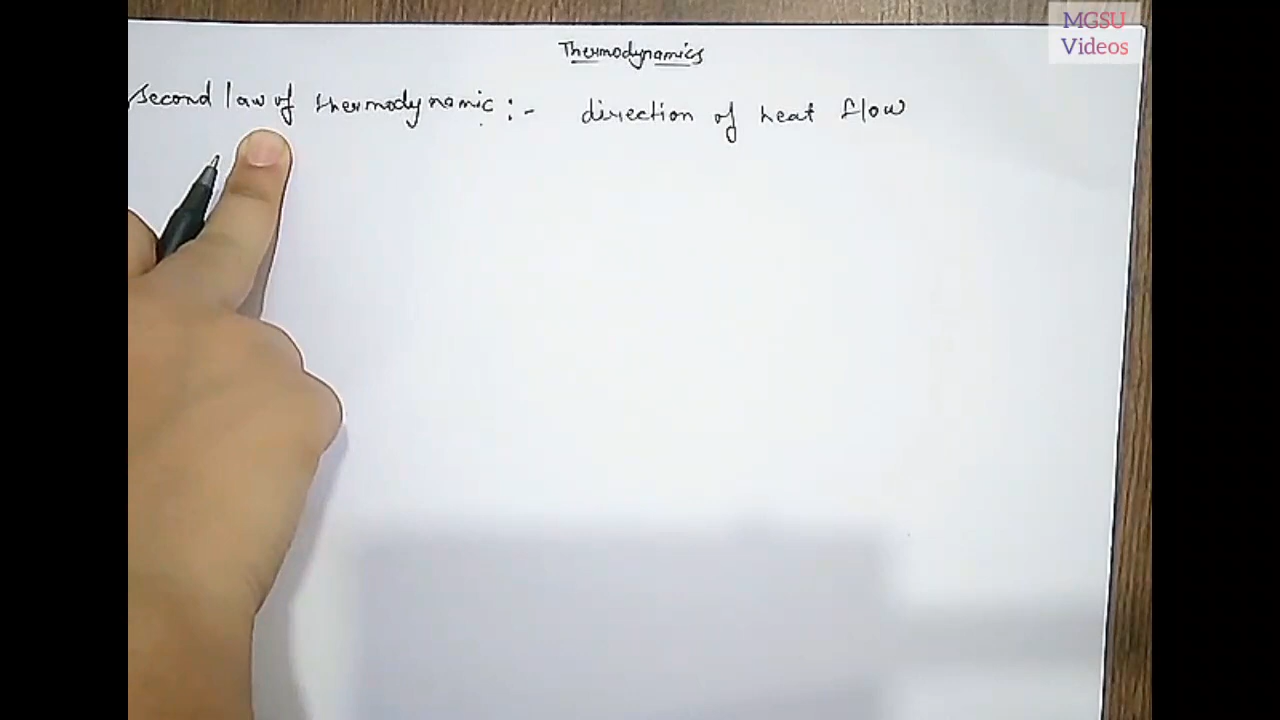 MGSU
Videos
Thermodynamics
Second law of thermodynamic :- direction of heat flow